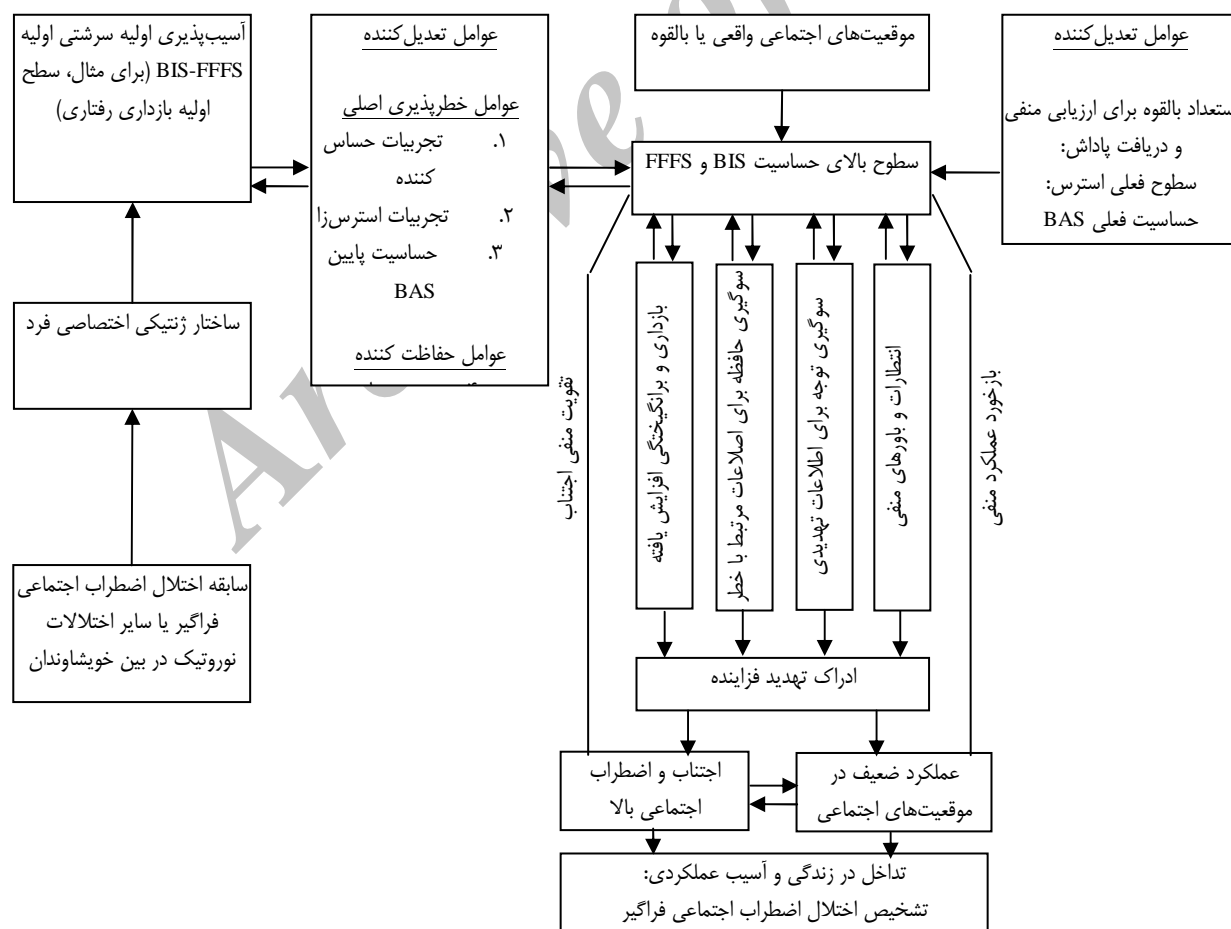 عوامل تعدیل‌کننده
ستعداد بالقوه برای ارزیابی منفی
و دریافت پاداش:
سطوح فعلی استرس:
حساسیت فعلی BAS
موقعیت‌های اجتماعی واقعی یا بالقوه
سطوح بالای حساسیت BIS و FFFS
عوامل تعدیل‌کننده
عوامل خطرپذیری اصلی
۱. تجربیات حساس
کننده
۲. تجربیات استرس‌زا
۳. حساسیت پایین
BAS
عوامل حفاظت کننده
آسیب‌پذیری اولیه سرشتی اولیه
BIS-FFFS (برای مثال، سطح
اولیه بازداری رفتاری)
ساختار ژنتیکی اختصاصی فرد
سابقه اختلال اضطراب اجتماعی
فراگیر یا سایر اختلالات
نوروتیک در بین خویشاوندان
بازخورد عملکرد منفی
انتظارات و باورهای منفی
سوگیری توجه برای اطلاعات تهدیدی
سوگیری حافظه برای اصلاعات مرتبط با خطر
بازداری و برانگیختگی افزایش یافته
تقویت منفی اجتناب
ادراک تهدید فزاینده
عملکرد ضعیف در
موقعیت‌های اجتماعی
اجتناب و اضطراب
اجتماعی بالا
تداخل در زندگی و آسیب عملکردی:
تشخیص اختلال اضطراب اجتماعی فراگیر